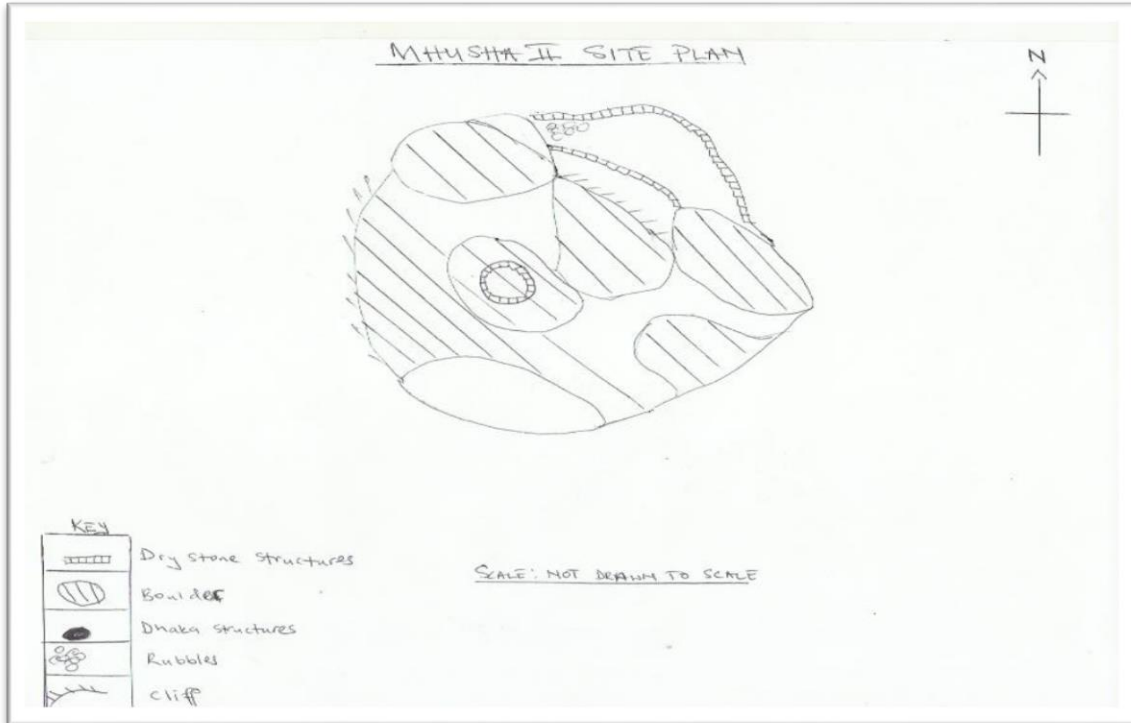 MHUSHA II SITE PLAN
N
KEY
Dry stone structures
Boulder
Dhaka structures
Rubbles
Cliff
SCALE: NOT DRAWN TO SCALE